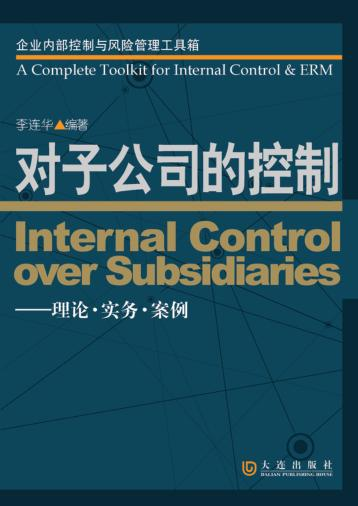 企业内部控制与风险管理工具箱
A Complete Toolkit for Internal Control & ERM
李连华▲编著
对子公司的控制
Internal Control
over Subsidiaries
——理论·实务·案例
大连出版社
DALIAN PUBLISHING HOUSE